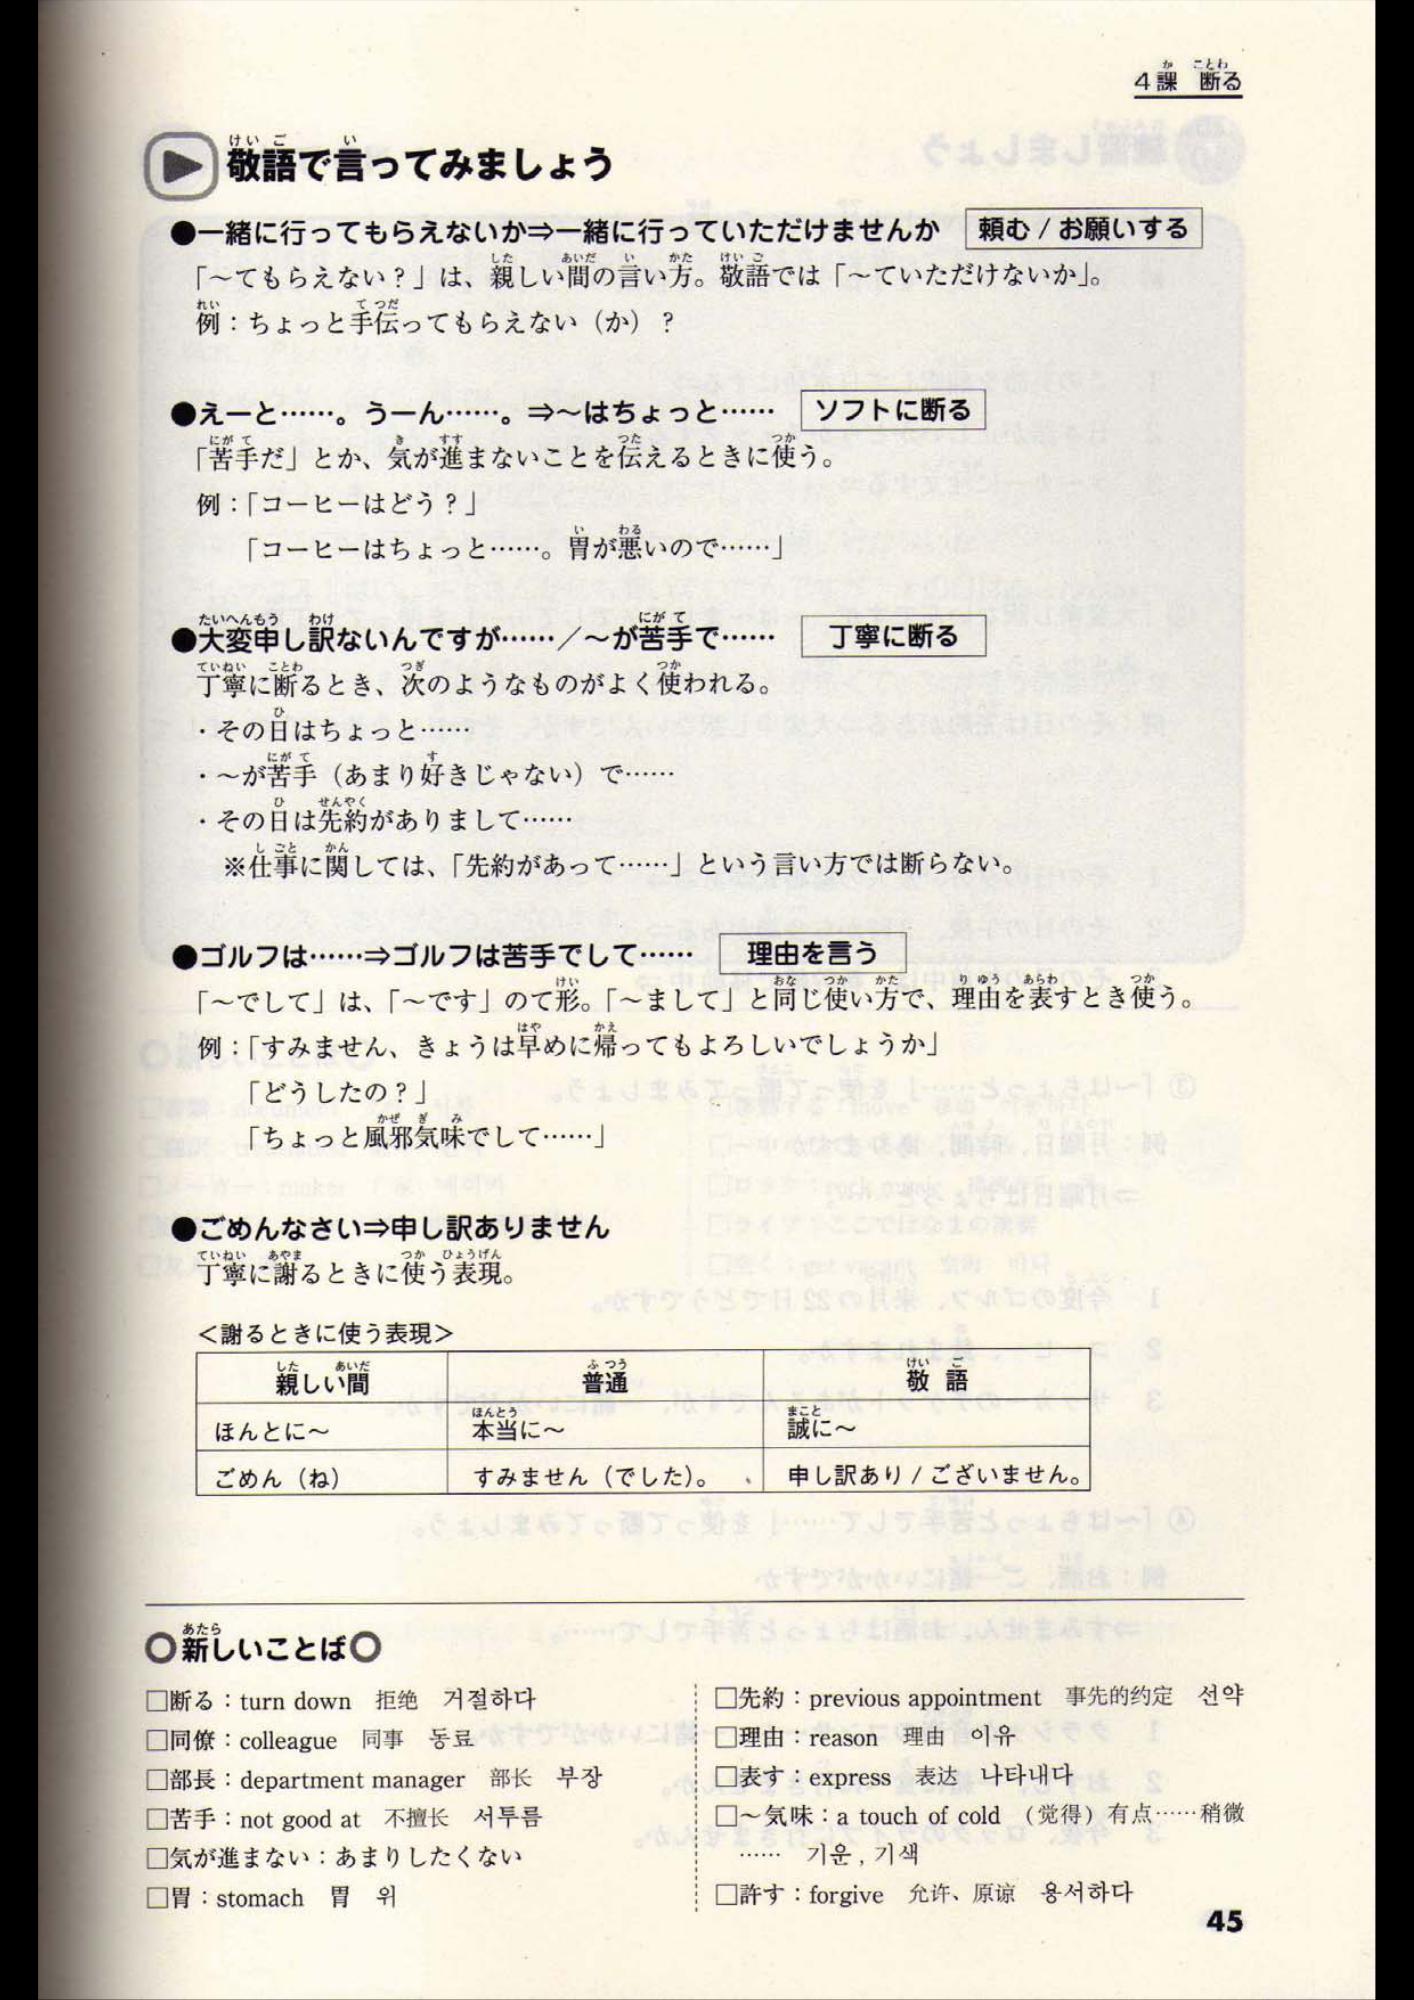 4課 断る
敬語で言ってみましょう
●一緒に行ってもらえないか⇒一緒に行っていただけませんか 頼む / お願いする
「～てもらえない？」は、親しい間の言い方。敬語では「～ていただけないか」。
例：ちょっと手伝ってもらえない（か）？
●えーと……。うーん……。⇒～はちょっと…… ソフトに断る
「苦手だ」とか、気が進まないことを伝えるときに使う。
例：「コーヒーはどう？」
「コーヒーはちょっと……。胃が悪いので……」
●大変申し訳ないんですが……／～が苦手で…… 丁寧に断る
丁寧に断るとき、次のようなものがよく使われる。
・その日はちょっと……
・～が苦手（あまり好きじゃない）で……
・その日は先約がありまして……
※仕事に関しては、「先約があって……」という言い方では断らない。
●ゴルフは……⇒ゴルフは苦手でして…… 理由を言う
「～でして」は、「～です」のて形。「～まして」と同じ使い方で、理由を表すとき使う。
例：「すみません、きょうは早めに帰ってもよろしいでしょうか」
「どうしたの？」
「ちょっと風邪気味でして……」
●ごめんなさい⇒申し訳ありません
丁寧に謝るときに使う表現。
＜謝るときに使う表現＞
親しい間 普通 敬語
ほんとに～ 本当に～ 誠に～
ごめん（ね） すみません（でした）。 申し訳あり / ございません。
○新しいことば○
□断る：turn down 拒绝 거절하다
□同僚：colleague 同事 동료
□部長：department manager 部长 부장
□苦手：not good at 不擅长 서투름
□気が進まない：あまりしたくない
□胃：stomach 胃 위
□先約：previous appointment 事先的约定 선약
□理由：reason 理由 이유
□表す：express 表达 나타내다
□～気味：a touch of cold （觉得）有点……稍微
…… 기운, 기색
□許す：forgive 允许、原谅 용서하다
45